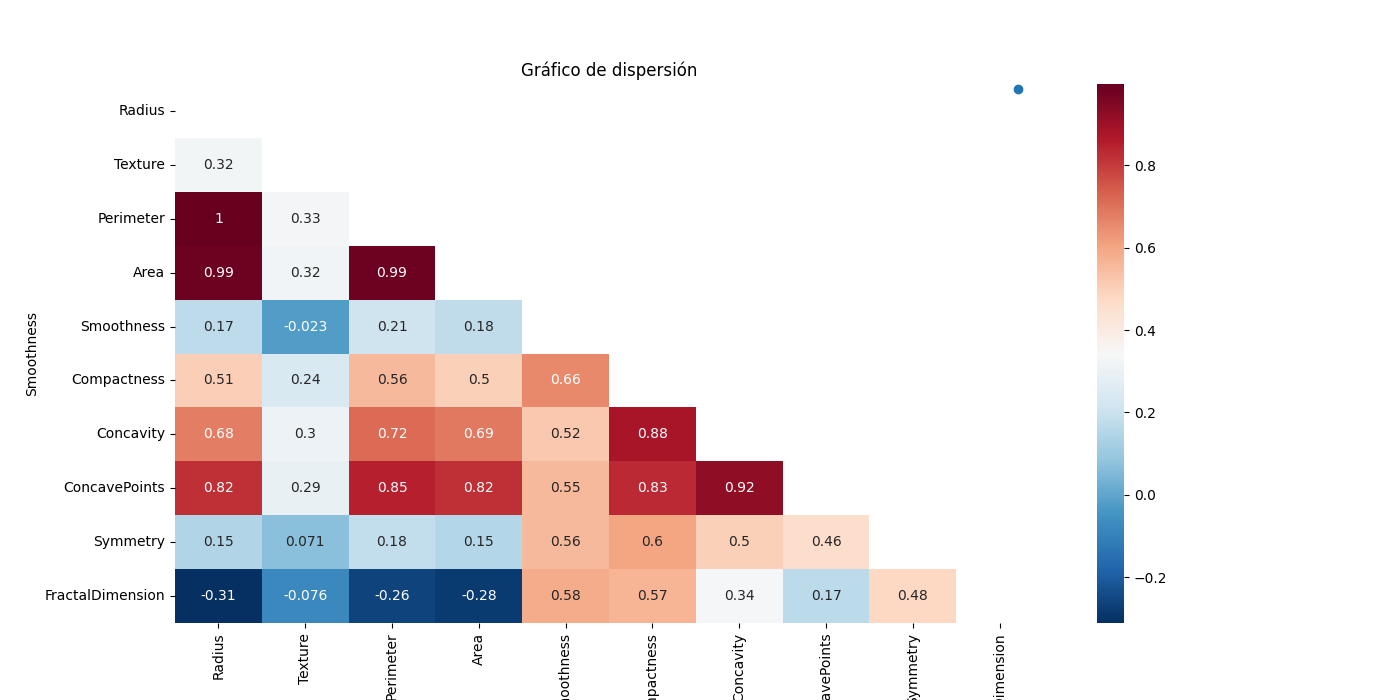 Gráfico de dispersión
Smoothness
Radius
Texture 0.32
Perimeter 1 0.33
Area 0.99 0.32 0.99
Smoothness 0.17 -0.023 0.21 0.18
Compactness 0.51 0.24 0.56 0.5 0.66
Concavity 0.68 0.3 0.72 0.69 0.52 0.88
ConcavePoints 0.82 0.29 0.85 0.82 0.55 0.83 0.92
Symmetry 0.15 0.071 0.18 0.15 0.56 0.6 0.5 0.46
FractalDimension -0.31 -0.076 -0.26 -0.28 0.58 0.57 0.34 0.17 0.48
Radius
Texture
Perimeter
Area
oothness
pactness
Concavity
avePoints
ymmetry
imension
0.8
0.6
0.4
0.2
0.0
−0.2